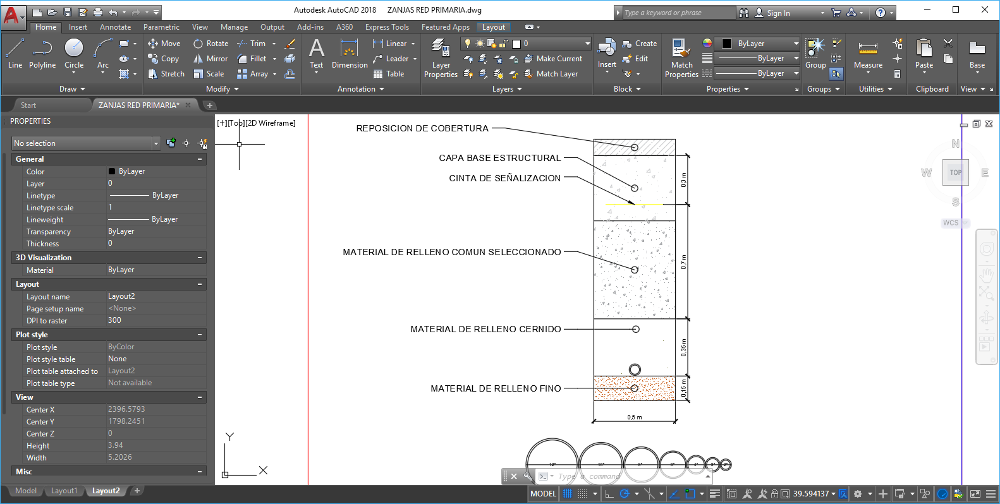 Autodesk AutoCAD 2018 ZANJAS RED PRIMARIA.dwg
Type a keyword or phrase
Sign In
Home Insert Annotate Parametric View Manage Output Add-ins A360 Express Tools Featured Apps Layout
Line Polyline Circle Arc
Move Rotate Trim
Copy Mirror Fillet
Stretch Scale Array
Text Dimension
Linear
Leader
Table
Layer Properties
0
Make Current
Match Layer
Insert
Create
Edit
Match Properties
ByLayer
ByLayer
ByLayer
Group
Measure
Paste
Base
Draw Modify Annotation Layers Block Properties Groups Utilities Clipboard View
Start ZANJAS RED PRIMARIA*
PROPERTIES
No selection
General
Color ByLayer
Layer 0
Linetype ByLayer
Linetype scale 1
Lineweight ByLayer
Transparency ByLayer
Thickness 0
3D Visualization
Material ByLayer
Layout
Layout name Layout2
Page setup name <None>
DPI to raster 300
Plot style
Plot style ByColor
Plot style table None
Plot table attached to Layout2
Plot table type Not available
View
Center X 2396.5793
Center Y 1798.2451
Center Z 0
Height 3.94
Width 5.2026
Misc
[+][Top][2D Wireframe]
REPOSICION DE COBERTURA
CAPA BASE ESTRUCTURAL
CINTA DE SEÑALIZACION
MATERIAL DE RELLENO COMUN SELECCIONADO
MATERIAL DE RELLENO CERNIDO
MATERIAL DE RELLENO FINO
0,3 m
0,7 m
0,35 m
0,15 m
0,5 m
12" 10" 8" 6" 4" 3" 2"
N
W TOP E
S
WCS
Y
X
Type a command
Model Layout1 Layout2
MODEL 39.594137